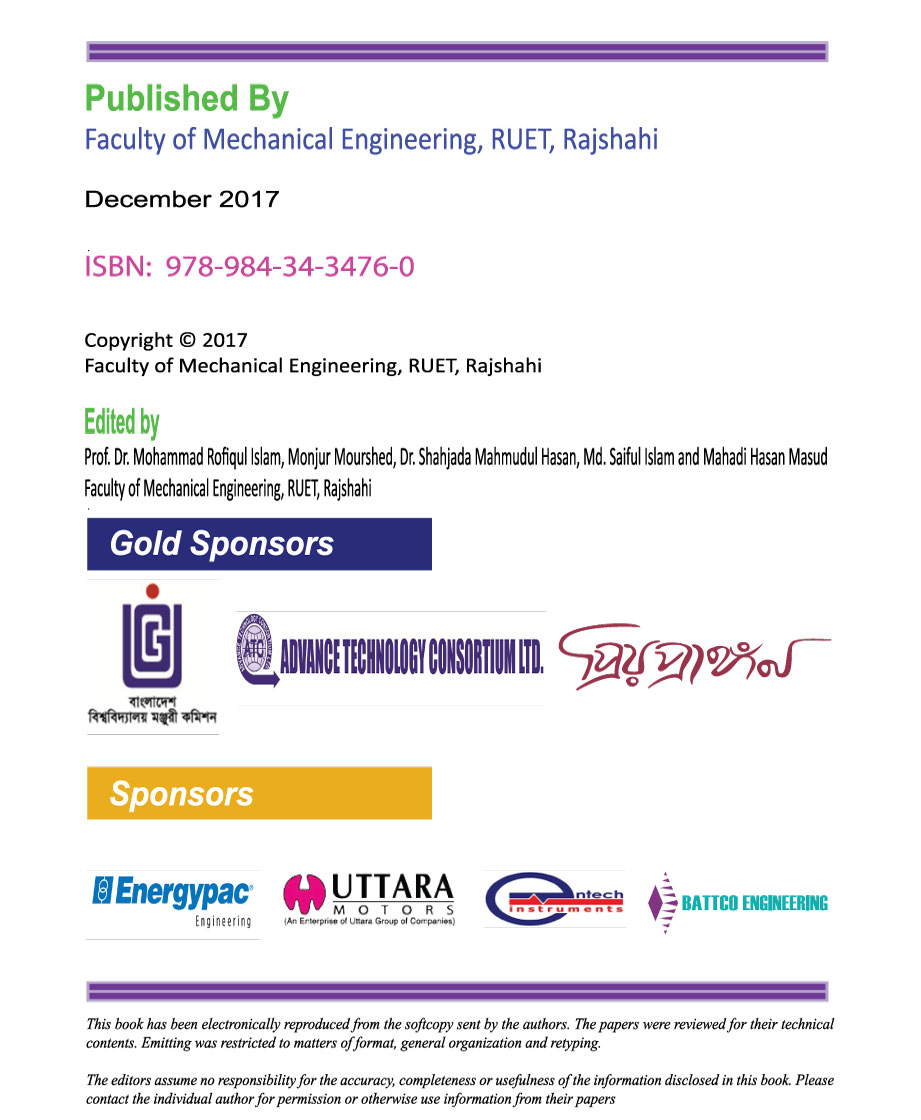 Published By
Faculty of Mechanical Engineering, RUET, Rajshahi
December 2017
ISBN: 978-984-34-3476-0
Copyright © 2017
Faculty of Mechanical Engineering, RUET, Rajshahi
Edited by
Prof. Dr. Mohammad Rofiqul Islam, Monjur Mourshed, Dr. Shahjada Mahmudul Hasan, Md. Saiful Islam and Mahadi Hasan Masud
Faculty of Mechanical Engineering, RUET, Rajshahi
Gold Sponsors
বাংলাদেশ
বিশ্ববিদ্যালয় মঞ্জুরী কমিশন
ATC
ADVANCE TECHNOLOGY CONSORTIUM LTD.
Sponsors
Energypac®
Engineering
UTTARA
MOTORS
(An Enterprise of Uttara Group of Companies)
entech
instruments
BATTCO ENGINEERING
This book has been electronically reproduced from the softcopy sent by the authors. The papers were reviewed for their technical
contents. Emitting was restricted to matters of format, general organization and retyping.
The editors assume no responsibility for the accuracy, completeness or usefulness of the information disclosed in this book. Please
contact the individual author for permission or otherwise use information from their papers